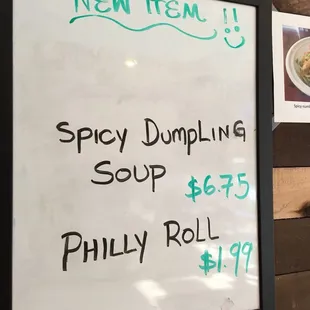 NEW ITEM !!
SPICY DUMPLING
SOUP $6.75
PHILLY ROLL
$1.99